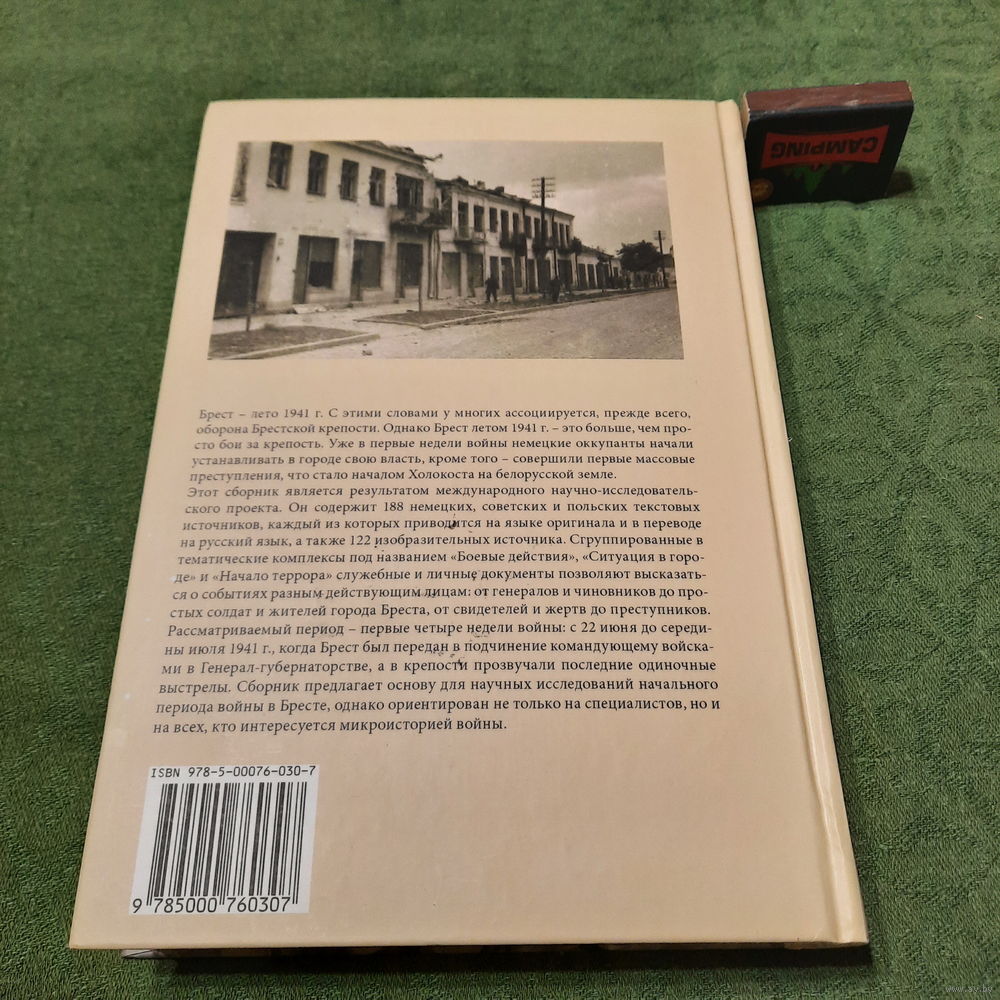 CAMPING
Брест – лето 1941 г. С этими словами у многих ассоциируется, прежде всего,
оборона Брестской крепости. Однако Брест летом 1941 г. – это больше, чем про-
сто бои за крепость. Уже в первые недели войны немецкие оккупанты начали
устанавливать в городе свою власть, кроме того – совершили первые массовые
преступления, что стало началом Холокоста на белорусской земле.
Этот сборник является результатом международного научно-исследователь-
ского проекта. Он содержит 188 немецких, советских и польских текстовых
источников, каждый из которых приводится на языке оригинала и в переводе
на русский язык, а также 122 изобразительных источника. Сгруппированные в
тематические комплексы под названием «Боевые действия», «Ситуация в горо-
де» и «Начало террора» служебные и личные документы позволяют высказать-
ся о событиях разным действующим лицам: от генералов и чиновников до про-
стых солдат и жителей города Бреста, от свидетелей и жертв до преступников.
Рассматриваемый период – первые четыре недели войны: с 22 июня до середи-
ны июля 1941 г., когда Брест был передан в подчинение командующему войска-
ми в Генерал-губернаторстве, а в крепости прозвучали последние одиночные
выстрелы. Сборник предлагает основу для научных исследований начального
периода войны в Бресте, однако ориентирован не только на специалистов, но и
на всех, кто интересуется микроисторией войны.
ISBN 978-5-00076-030-7
9 785000 760307
www.ay.by